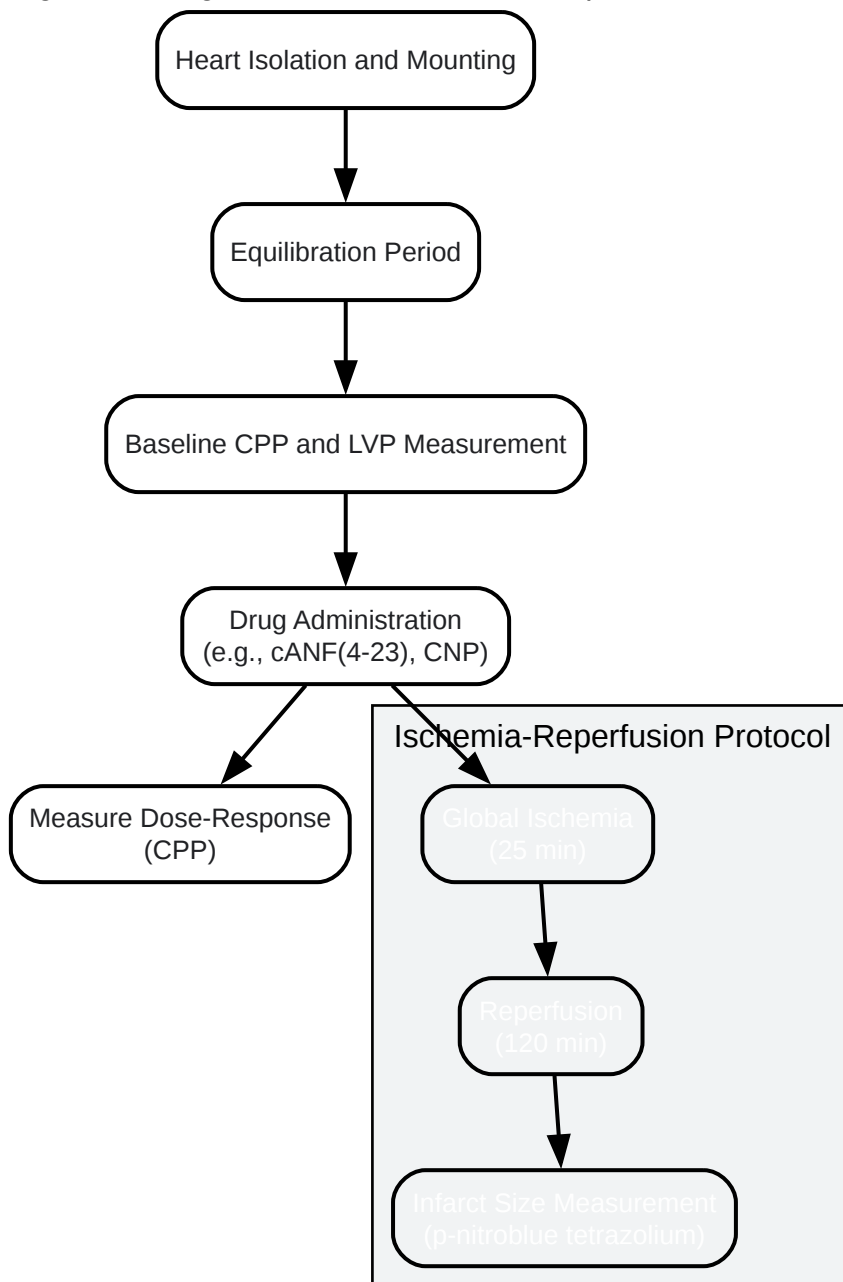 Heart Isolation and Mounting
Equilibration Period
Baseline CPP and LVP Measurement
Drug Administration
(e.g., cANF(4-23), CNP)
Ischemia-Reperfusion Protocol
Measure Dose-Response
(CPP)
Global Ischemia
(25 min)
Reperfusion
(120 min)
Infarct Size Measurement
(p-nitroblue tetrazolium)